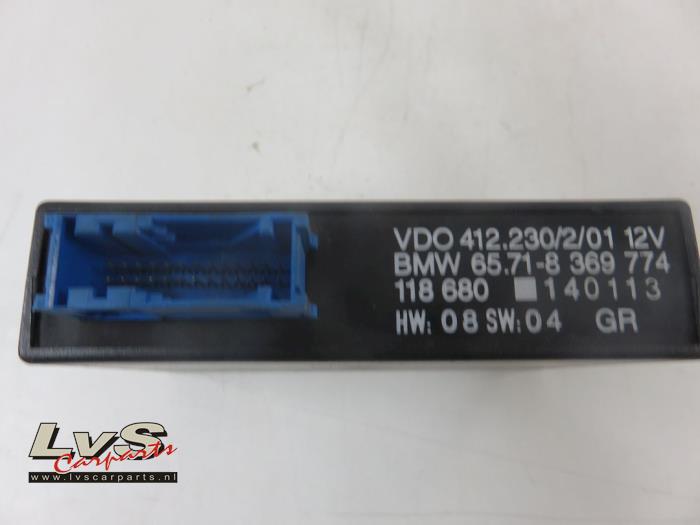 VDO 412.230/2/01 12V
BMW 65.71-8 369 774
118 680 140113
HW: 08 SW: 04 GR
LvS
Carparts
www.lvscarparts.nl